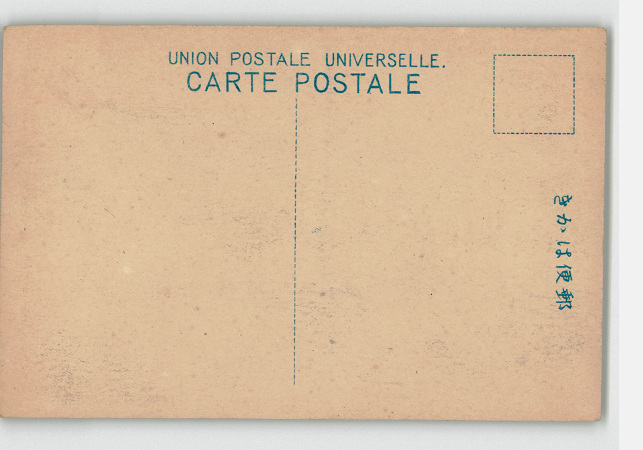 UNION POSTALE UNIVERSELLE.
CARTE POSTALE
きかは便郵